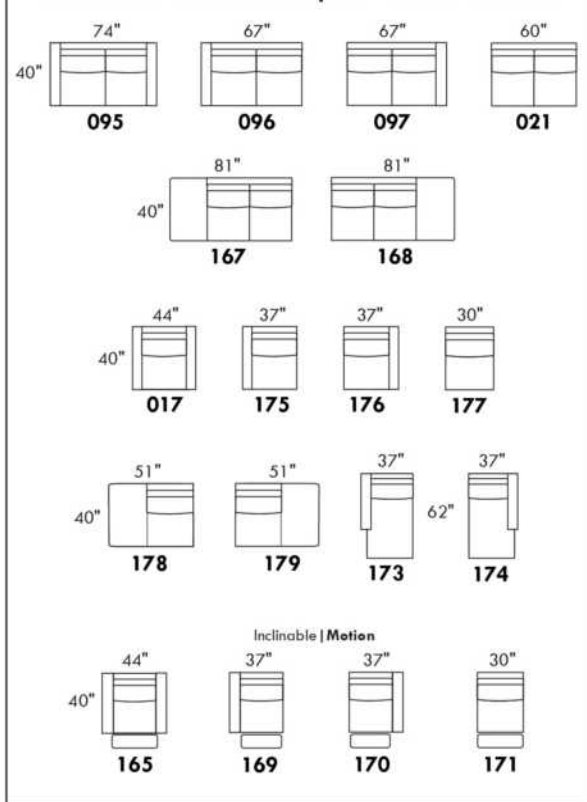 74" 67" 67" 60"
40"
095 096 097 021
81" 81"
40"
167 168
44" 37" 37" 30"
40"
017 175 176 177
51" 51" 37" 37"
40" 62"
178 179 173 174
Inclinable | Motion
44" 37" 37" 30"
40"
165 169 170 171